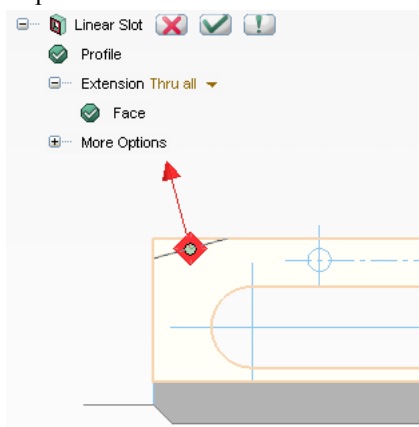 Linear Slot
Profile
Extension Thru all
Face
More Options